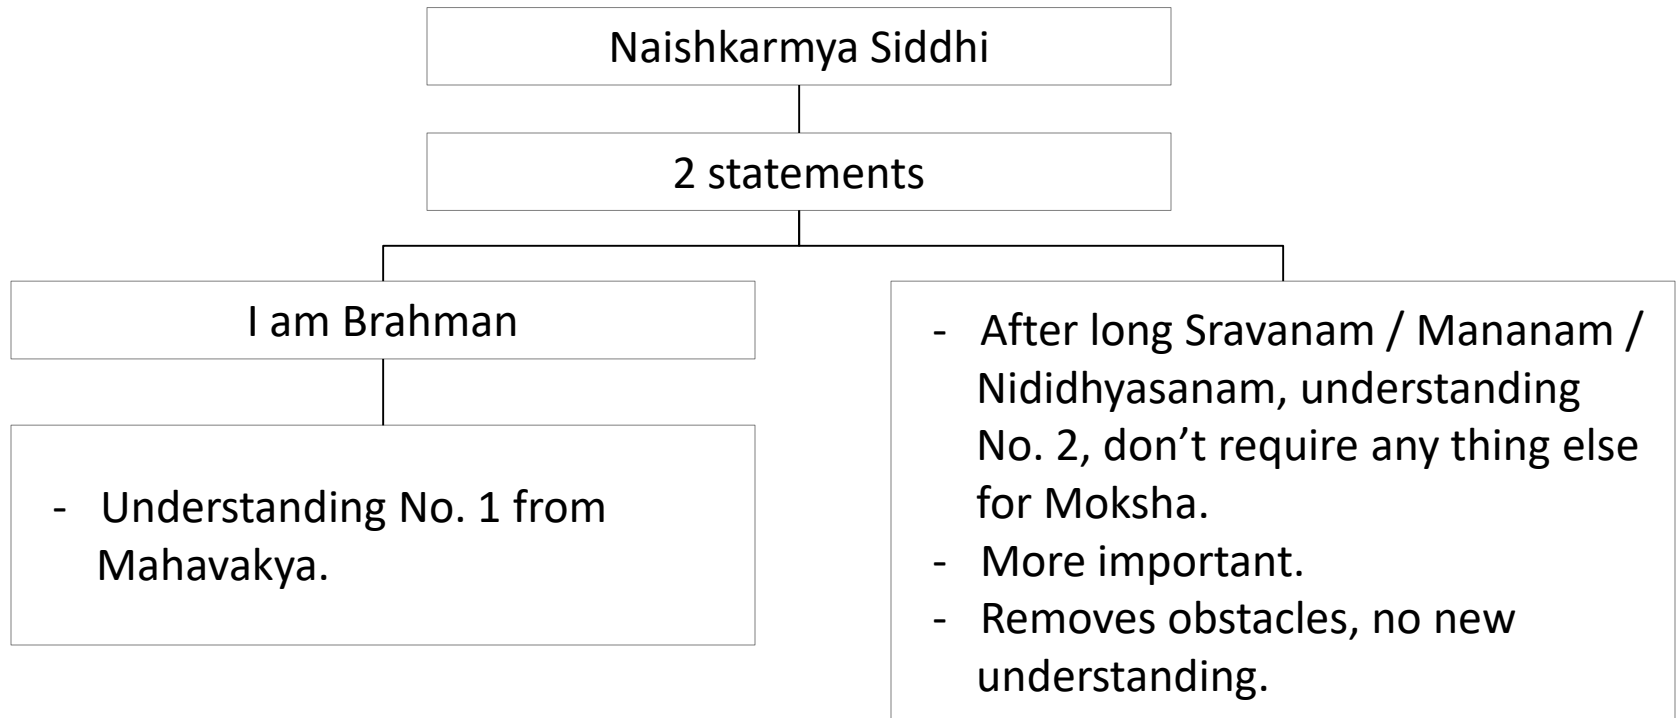 Naishkarmya Siddhi
2 statements
I am Brahman
- Understanding No. 1 from
Mahavakya.
- After long Sravanam / Mananam /
Nididhyasanam, understanding
No. 2, don’t require any thing else
for Moksha.
- More important.
- Removes obstacles, no new
understanding.